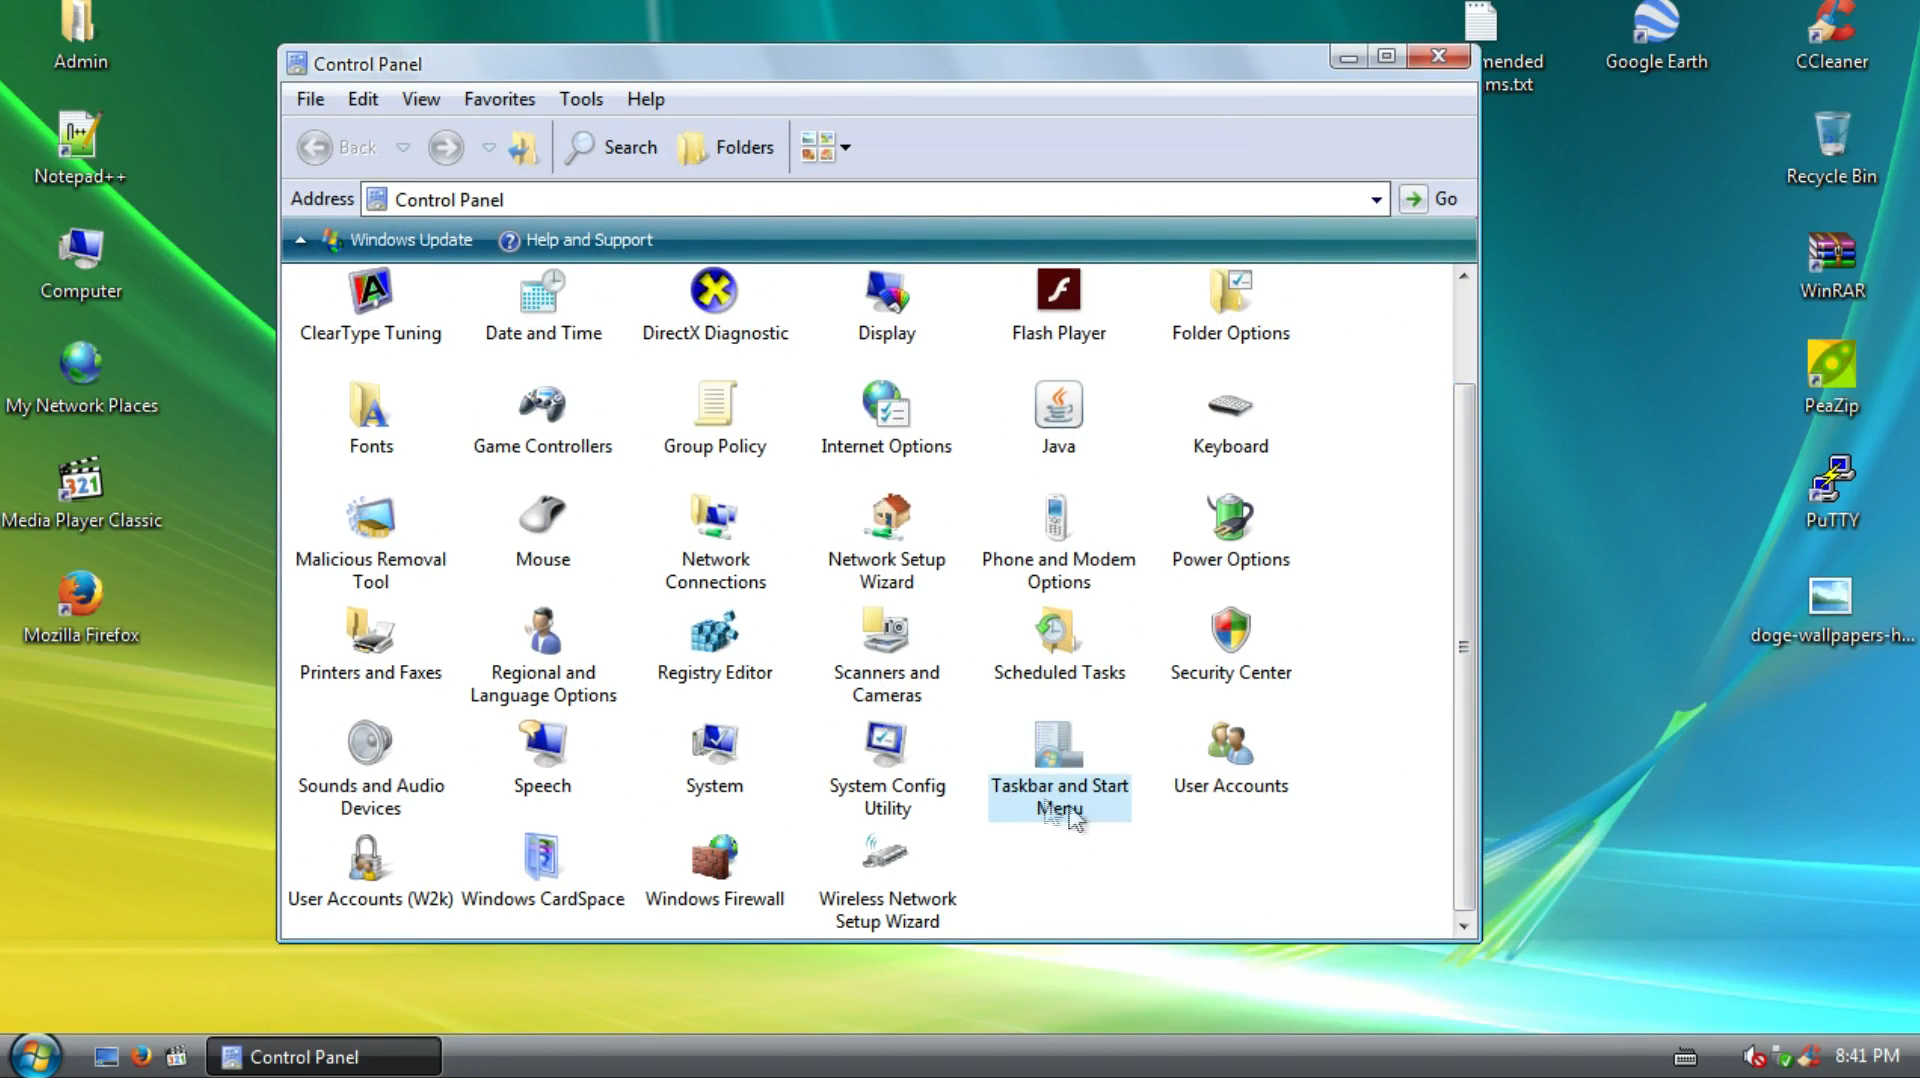 Admin
Notepad++
Computer
My Network Places
Media Player Classic
Mozilla Firefox
Control Panel
File Edit View Favorites Tools Help
Back Search Folders
Address Control Panel Go
Windows Update Help and Support
ClearType Tuning Date and Time DirectX Diagnostic Display Flash Player Folder Options
Fonts Game Controllers Group Policy Internet Options Java Keyboard
Malicious Removal
Tool
Mouse
Network
Connections
Network Setup
Wizard
Phone and Modem
Options
Power Options
Printers and Faxes
Regional and
Language Options
Registry Editor
Scanners and
Cameras
Scheduled Tasks
Security Center
Sounds and Audio
Devices
Speech
System
System Config
Utility
Taskbar and Start
Menu
User Accounts
User Accounts (W2k)
Windows CardSpace
Windows Firewall
Wireless Network
Setup Wizard
mended
ms.txt
Google Earth
CCleaner
Recycle Bin
WinRAR
PeaZip
PuTTY
doge-wallpapers-h...
Control Panel
8:41 PM